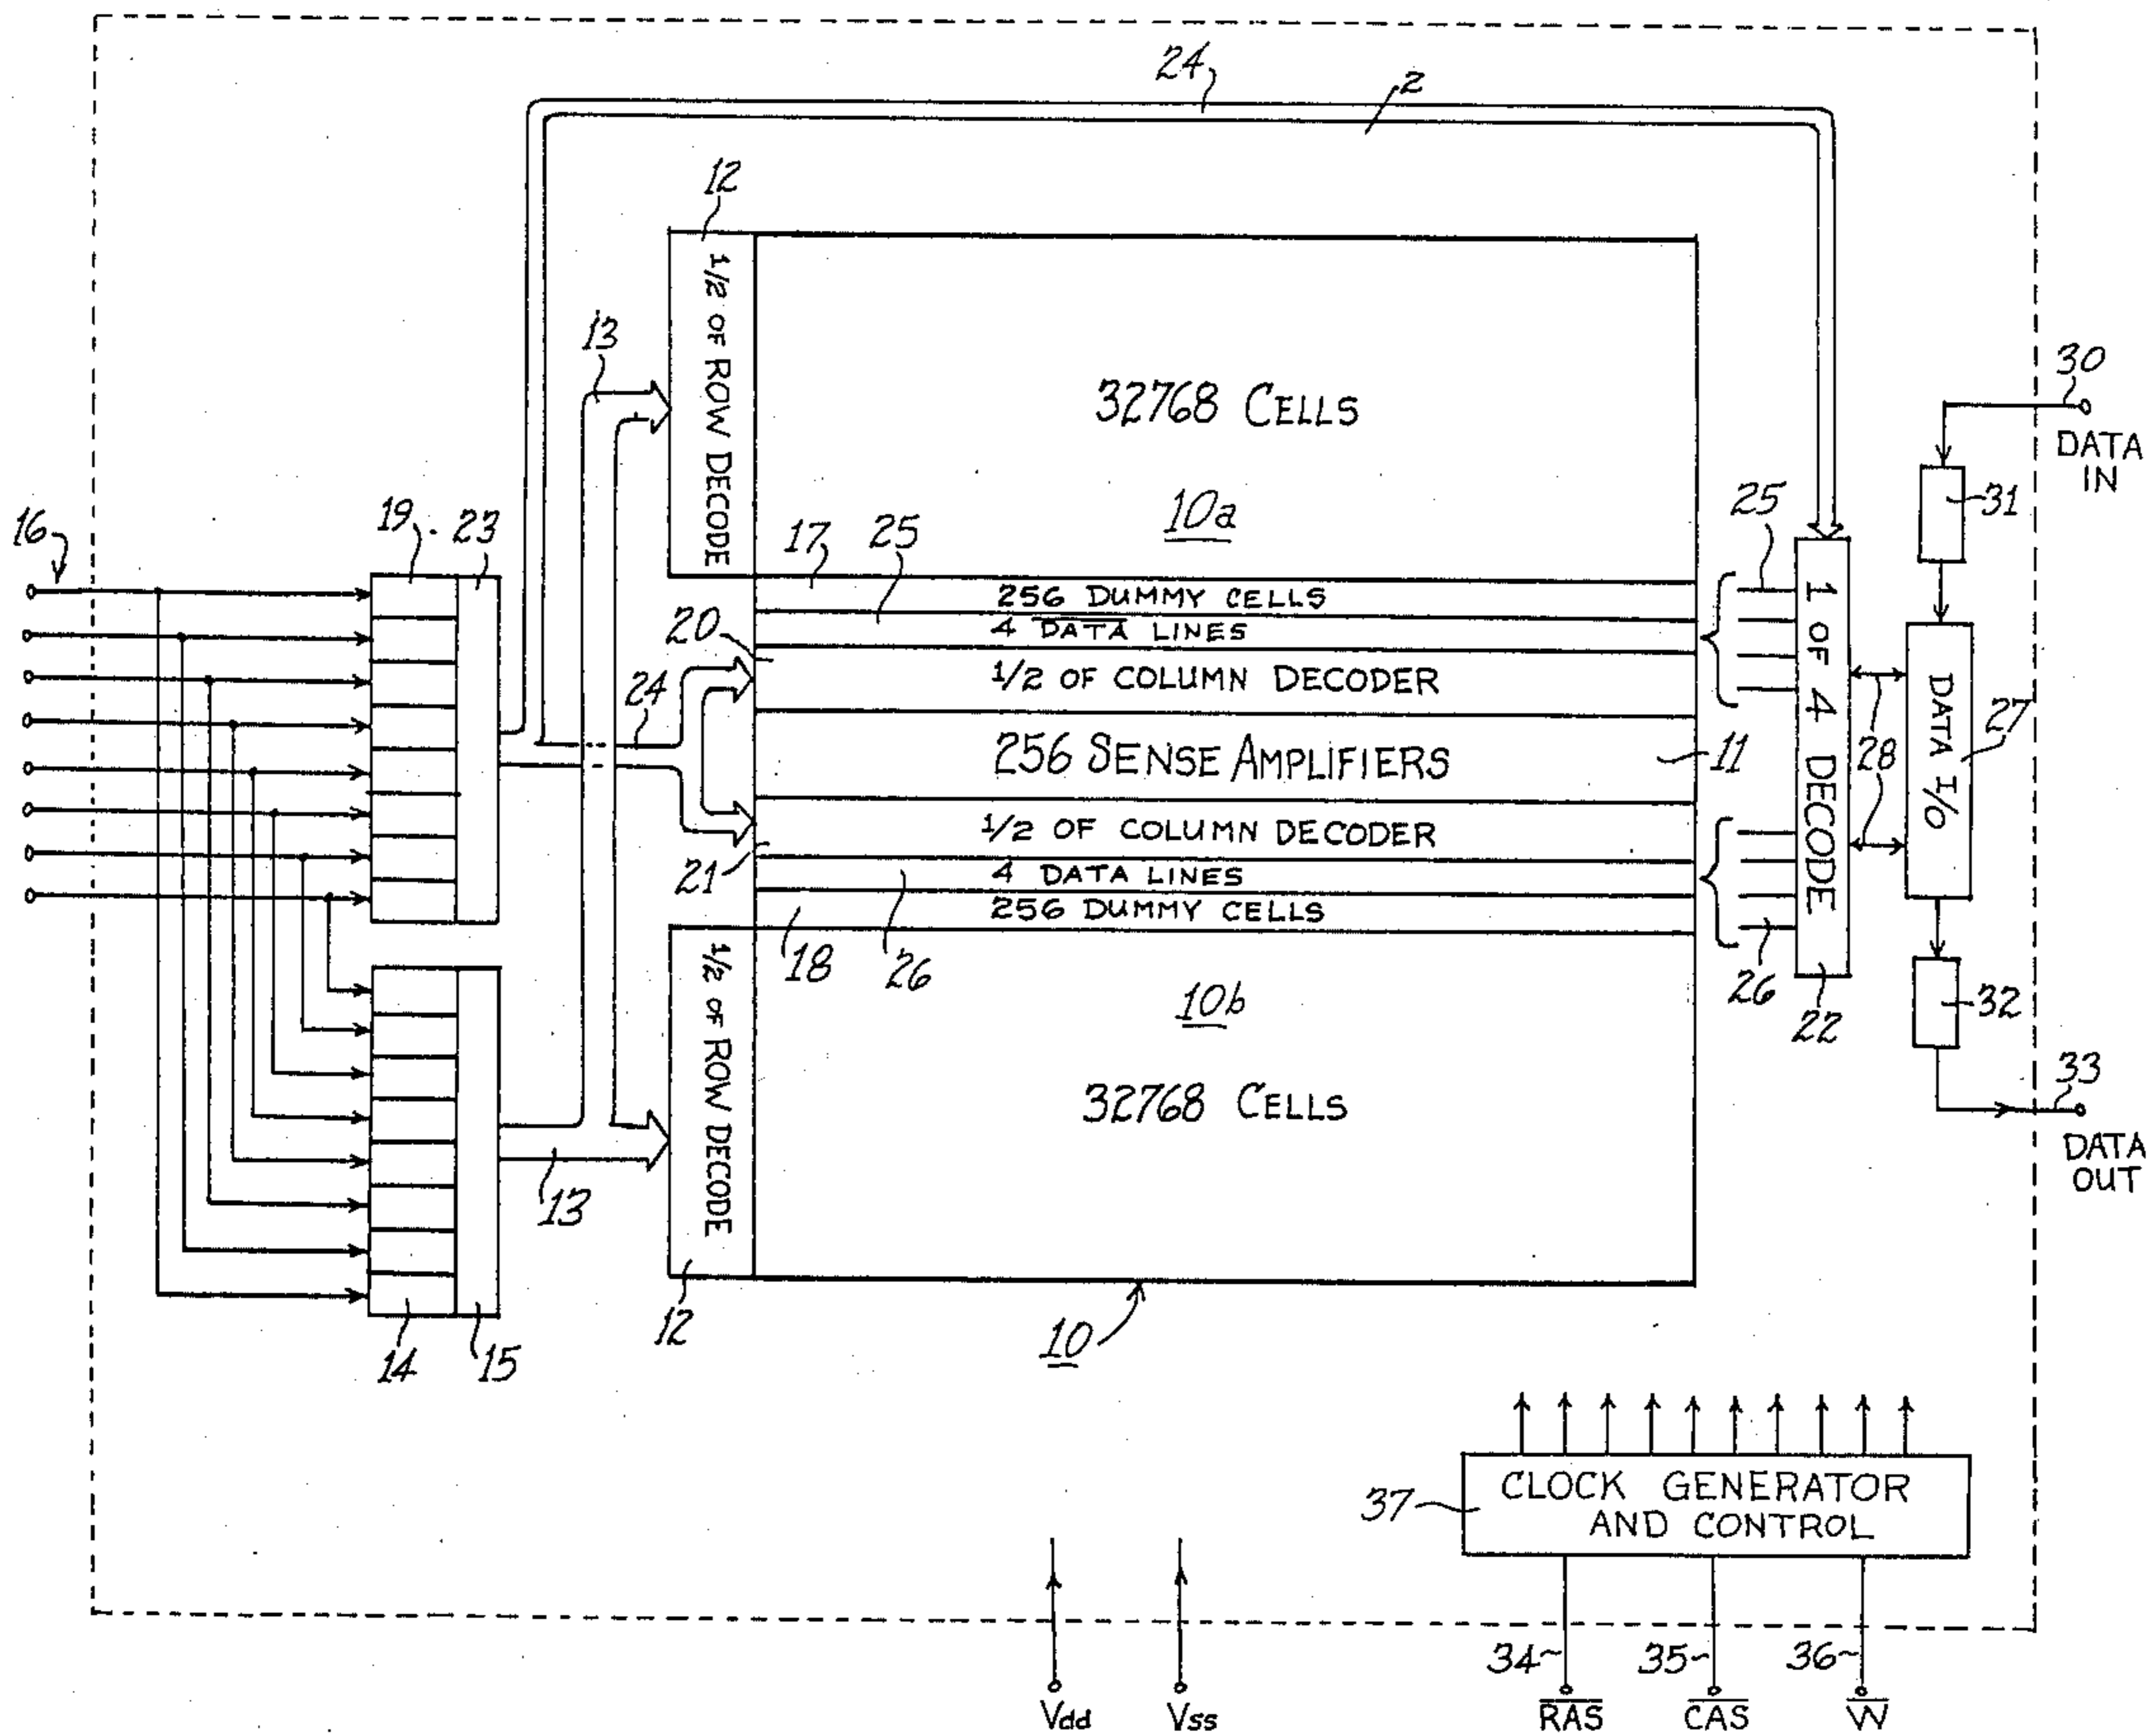 24
2
12
1/2 OF ROW DECODE
13
32768 CELLS
10a
30
DATA
IN
31
16
19
23
17
25
25
256 DUMMY CELLS
4 D̅A̅T̅A̅ LINES
20
1/2 OF COLUMN DECODER
24
256 SENSE AMPLIFIERS
11
1 OF 4 DECODE
28
DATA I/O
27
1/2 OF COLUMN DECODER
21
4 DATA LINES
256 DUMMY CELLS
18
26
26
22
32
1/2 OF ROW DECODE
10b
32768 CELLS
33
DATA
OUT
13
14
15
12
10
37
CLOCK GENERATOR
AND CONTROL
34
35
36
Vdd
Vss
R̅A̅S̅
C̅A̅S̅
W̅